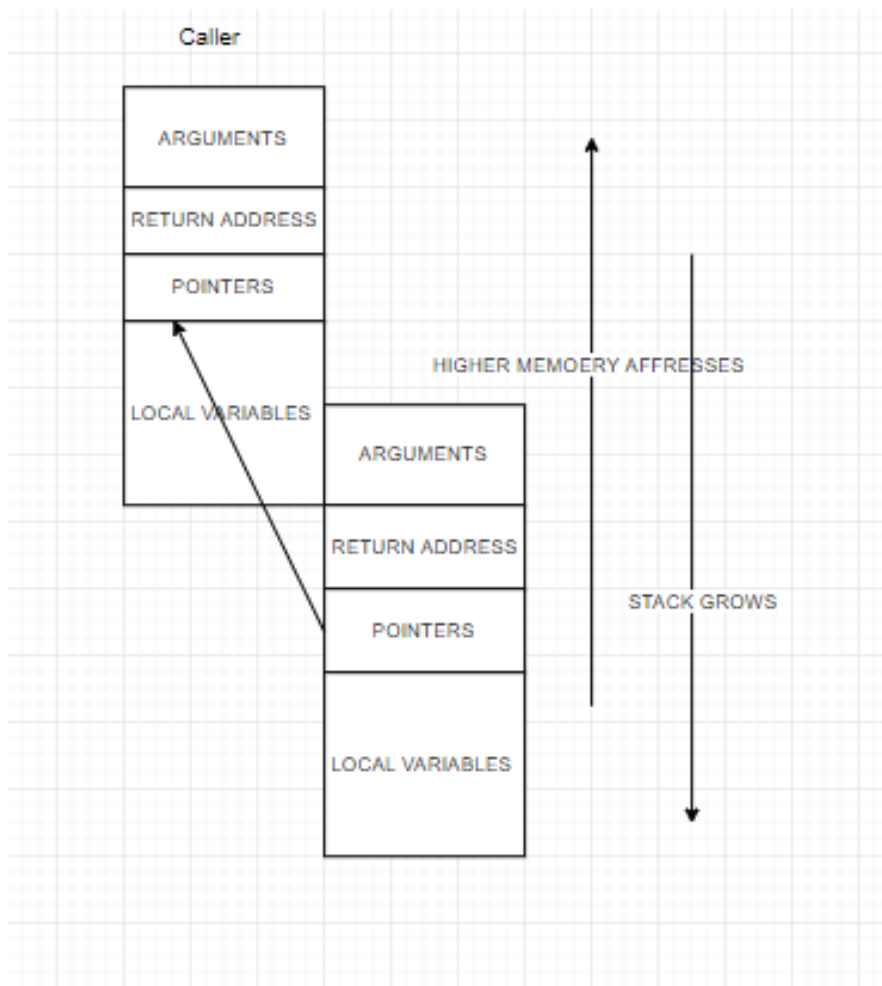 Caller
ARGUMENTS
RETURN ADDRESS
POINTERS
LOCAL VARIABLES
HIGHER MEMOERY AFFRESSES
ARGUMENTS
RETURN ADDRESS
POINTERS
LOCAL VARIABLES
STACK GROWS